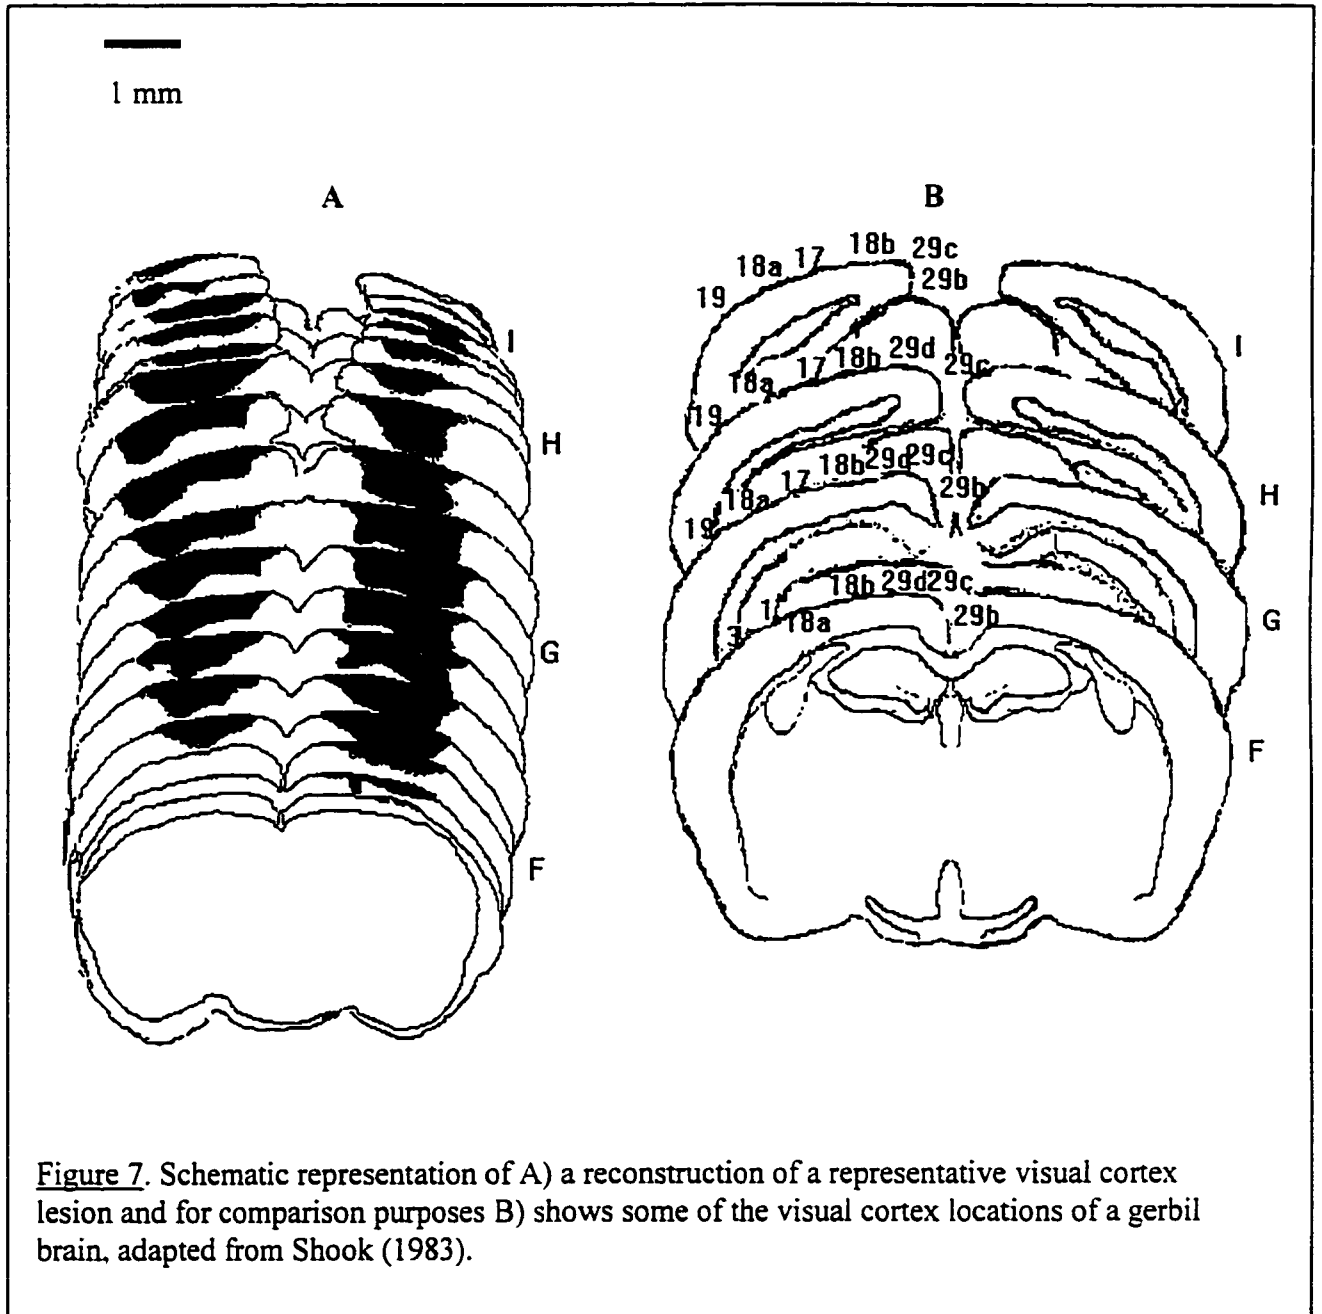 1 mm
A
B
18a 17 18b 29c
19 29b
I
I
18a 17 18b 29d 29c
19
H
H
18a 17 18b 29d 29c
19 29b
G
G
3 1 18a 18b 29d 29c
29b
F
F
Figure 7. Schematic representation of A) a reconstruction of a representative visual cortex
lesion and for comparison purposes B) shows some of the visual cortex locations of a gerbil
brain, adapted from Shook (1983).